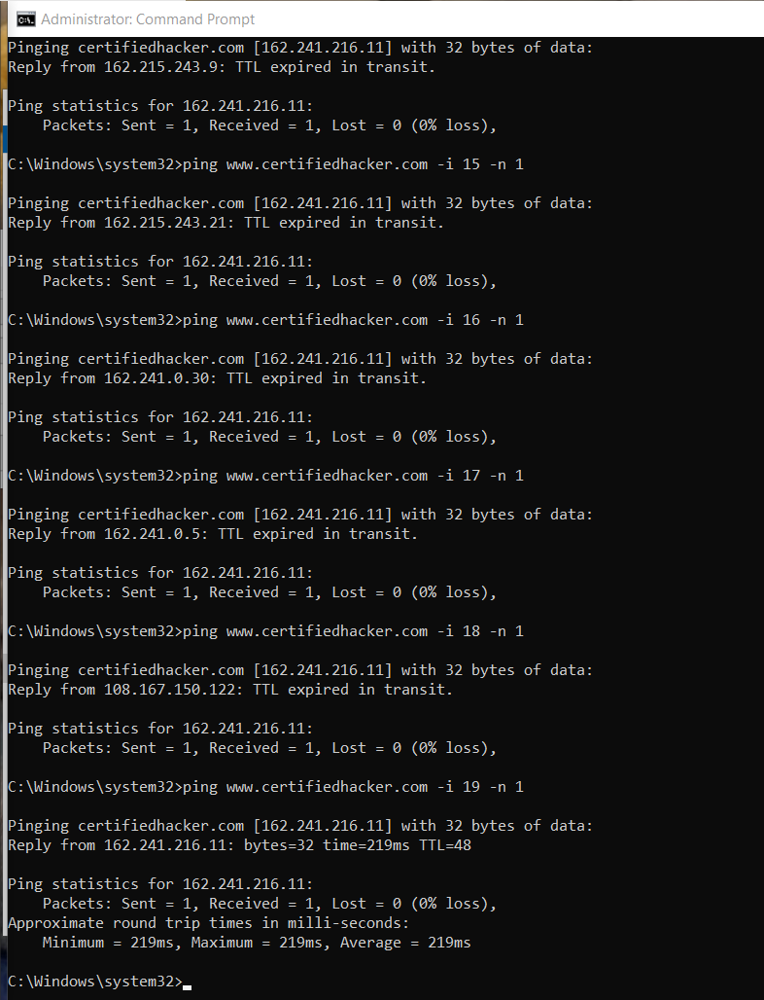 Administrator: Command Prompt
Pinging certifiedhacker.com [162.241.216.11] with 32 bytes of data:
Reply from 162.215.243.9: TTL expired in transit.
Ping statistics for 162.241.216.11:
    Packets: Sent = 1, Received = 1, Lost = 0 (0% loss),
C:\Windows\system32>ping www.certifiedhacker.com -i 15 -n 1
Pinging certifiedhacker.com [162.241.216.11] with 32 bytes of data:
Reply from 162.215.243.21: TTL expired in transit.
Ping statistics for 162.241.216.11:
    Packets: Sent = 1, Received = 1, Lost = 0 (0% loss),
C:\Windows\system32>ping www.certifiedhacker.com -i 16 -n 1
Pinging certifiedhacker.com [162.241.216.11] with 32 bytes of data:
Reply from 162.241.0.30: TTL expired in transit.
Ping statistics for 162.241.216.11:
    Packets: Sent = 1, Received = 1, Lost = 0 (0% loss),
C:\Windows\system32>ping www.certifiedhacker.com -i 17 -n 1
Pinging certifiedhacker.com [162.241.216.11] with 32 bytes of data:
Reply from 162.241.0.5: TTL expired in transit.
Ping statistics for 162.241.216.11:
    Packets: Sent = 1, Received = 1, Lost = 0 (0% loss),
C:\Windows\system32>ping www.certifiedhacker.com -i 18 -n 1
Pinging certifiedhacker.com [162.241.216.11] with 32 bytes of data:
Reply from 108.167.150.122: TTL expired in transit.
Ping statistics for 162.241.216.11:
    Packets: Sent = 1, Received = 1, Lost = 0 (0% loss),
C:\Windows\system32>ping www.certifiedhacker.com -i 19 -n 1
Pinging certifiedhacker.com [162.241.216.11] with 32 bytes of data:
Reply from 162.241.216.11: bytes=32 time=219ms TTL=48
Ping statistics for 162.241.216.11:
    Packets: Sent = 1, Received = 1, Lost = 0 (0% loss),
Approximate round trip times in milli-seconds:
    Minimum = 219ms, Maximum = 219ms, Average = 219ms
C:\Windows\system32>